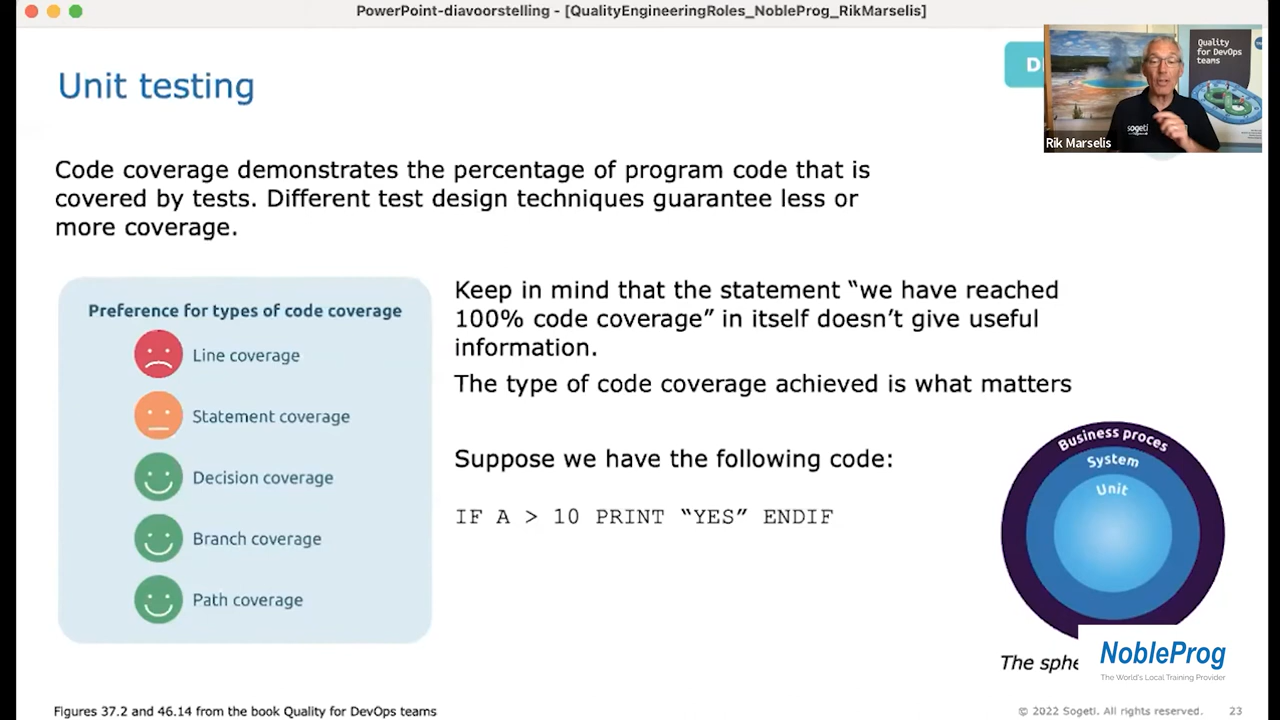 PowerPoint-diavoorstelling - [QualityEngineeringRoles_NobleProg_RikMarselis]
Unit testing
Quality
for DevOps
teams
sogeti
Rik Marselis
Code coverage demonstrates the percentage of program code that is
covered by tests. Different test design techniques guarantee less or
more coverage.
Preference for types of code coverage
Line coverage
Statement coverage
Decision coverage
Branch coverage
Path coverage
Keep in mind that the statement “we have reached
100% code coverage” in itself doesn’t give useful
information.
The type of code coverage achieved is what matters
Suppose we have the following code:
IF A > 10 PRINT “YES” ENDIF
Business proces
System
Unit
The sphe
NobleProg
The World's Local Training Provider
Figures 37.2 and 46.14 from the book Quality for DevOps teams
© 2022 Sogeti. All rights reserved.
23